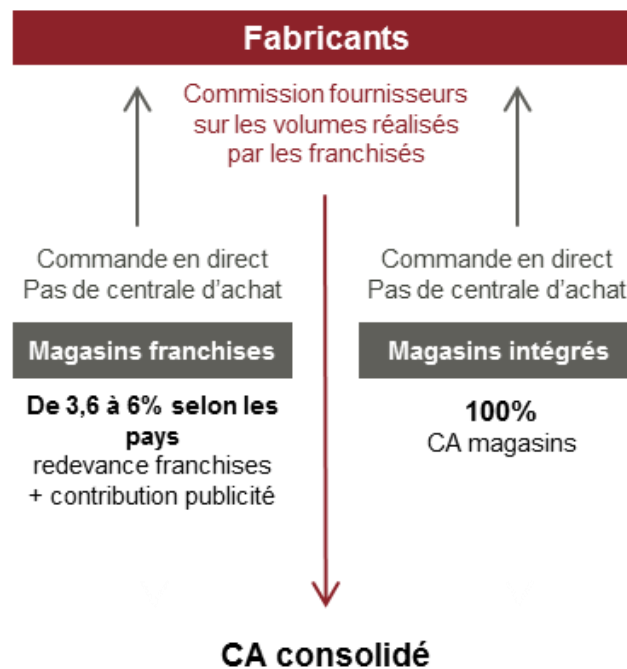 Fabricants
Commission fournisseurs
sur les volumes réalisés
par les franchisés
Commande en direct
Pas de centrale d'achat
Magasins franchises
De 3,6 à 6% selon les
pays
redevance franchises
+ contribution publicité
Commande en direct
Pas de centrale d'achat
Magasins intégrés
100%
CA magasins
CA consolidé